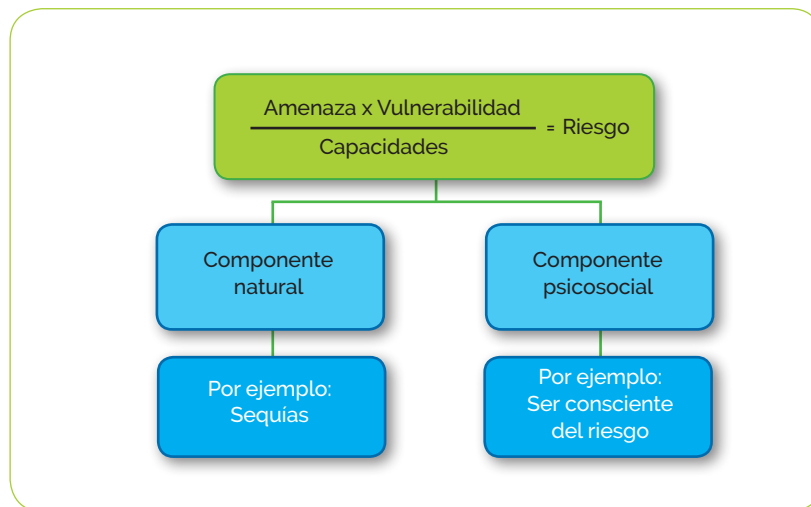 Amenaza x Vulnerabilidad
Capacidades
= Riesgo
Componente
natural
Componente
psicosocial
Por ejemplo:
Sequías
Por ejemplo:
Ser consciente
del riesgo